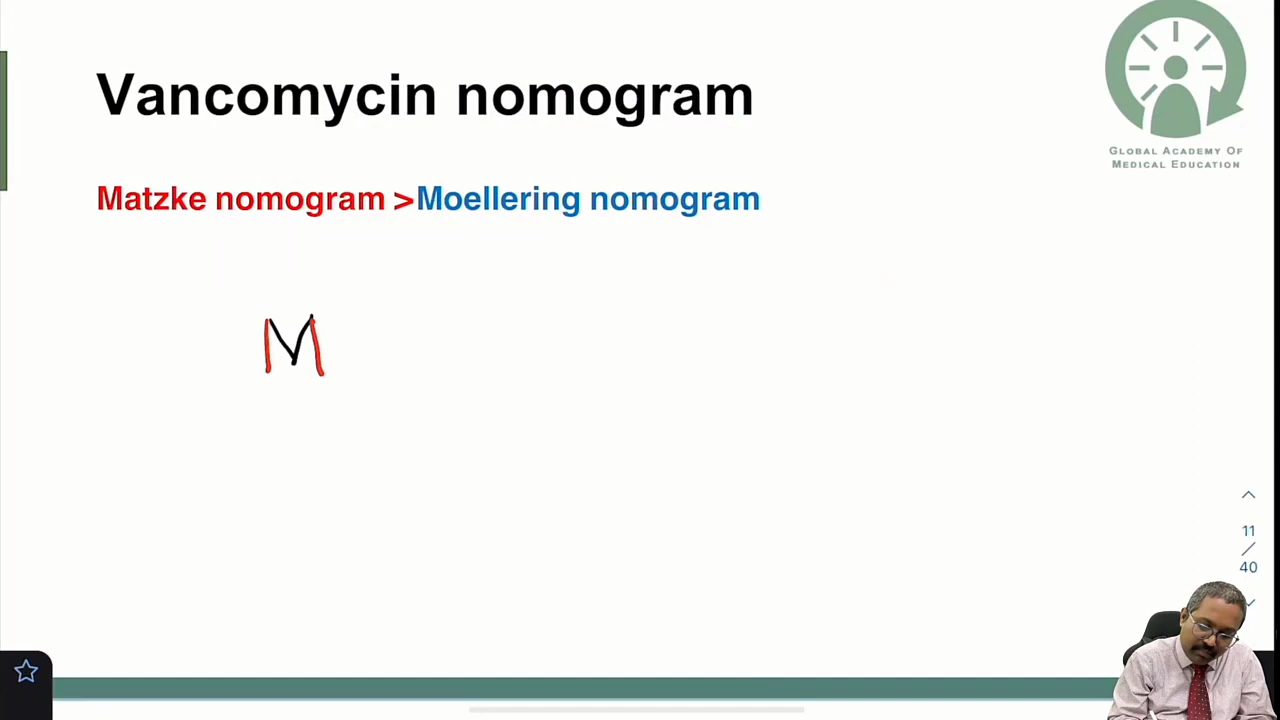 Vancomycin nomogram
GLOBAL ACADEMY OF
MEDICAL EDUCATION
Matzke nomogram >Moellering nomogram
M
11
/
40